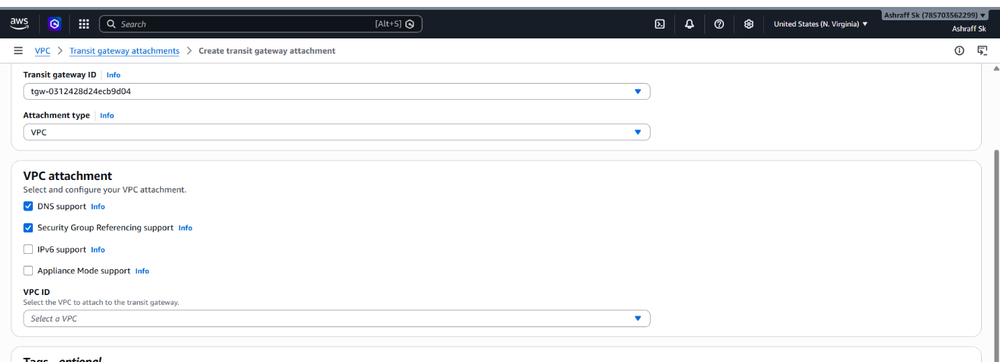 aws
Search
[Alt+S]
United States (N. Virginia) ▼
Ashraff Sk (785703562299) ▼
Ashraff Sk
VPC > Transit gateway attachments > Create transit gateway attachment
Transit gateway ID | Info
tgw-0312428d24ecb9d04
Attachment type | Info
VPC
VPC attachment
Select and configure your VPC attachment.
DNS support Info
Security Group Referencing support Info
IPv6 support Info
Appliance Mode support Info
VPC ID
Select the VPC to attach to the transit gateway.
Select a VPC
Tags - optional